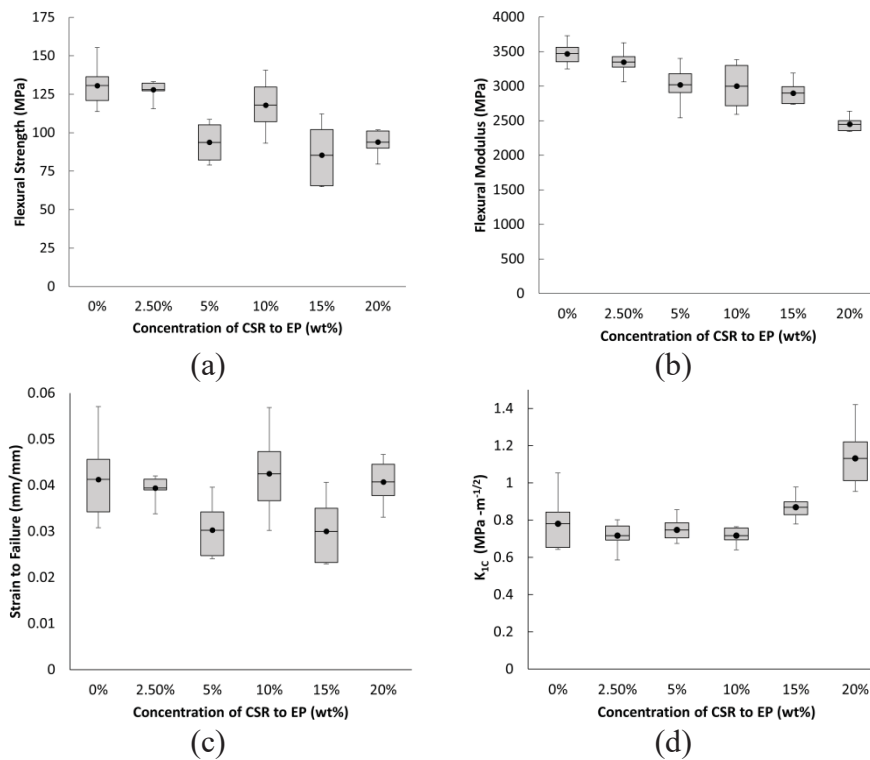 175
150
125
100
75
50
25
0
Flexural Strength (MPa)
0% 2.50% 5% 10% 15% 20%
Concentration of CSR to EP (wt%)
(a)
4000
3500
3000
2500
2000
1500
1000
500
0
Flexural Modulus (MPa)
0% 2.50% 5% 10% 15% 20%
Concentration of CSR to EP (wt%)
(b)
0.06
0.05
0.04
0.03
0.02
0.01
0
Strain to Failure (mm/mm)
0% 2.50% 5% 10% 15% 20%
Concentration of CSR to EP (wt%)
(c)
1.4
1.2
1
0.8
0.6
0.4
0.2
0
K1C (MPa -m-1/2)
0% 2.50% 5% 10% 15% 20%
Concentration of CSR to EP (wt%)
(d)